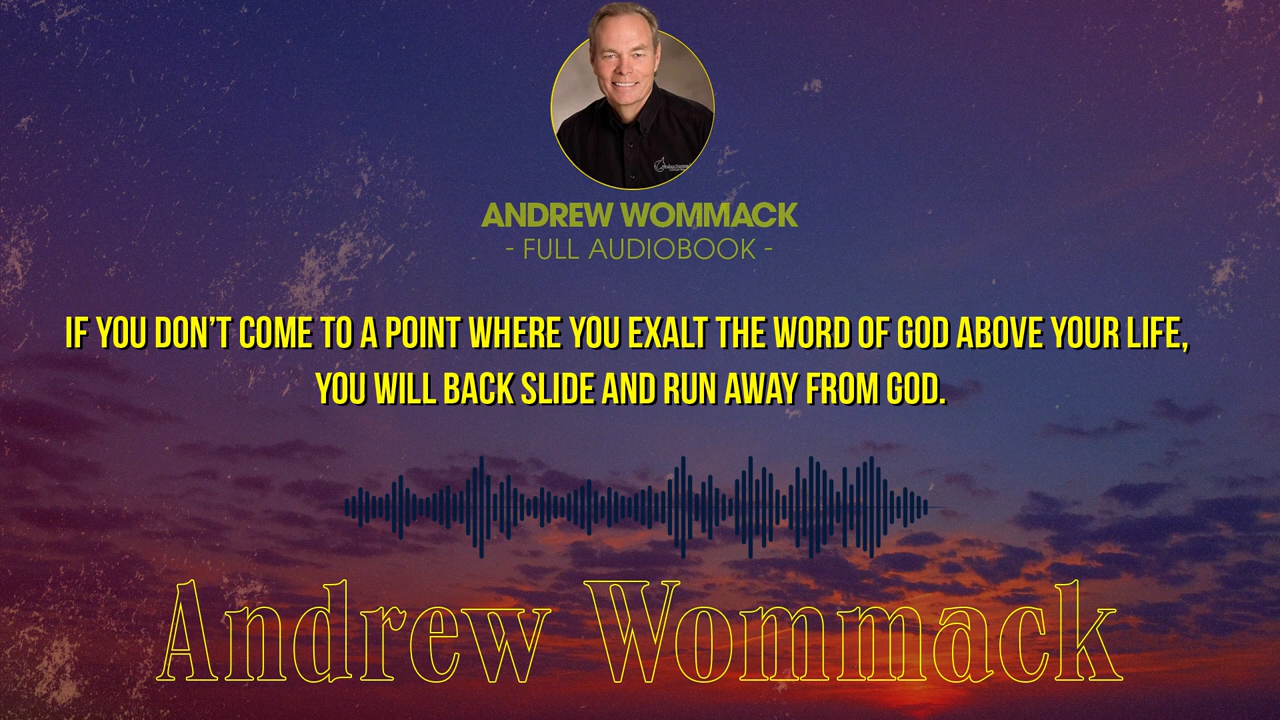 ANDREW WOMMACK
- FULL AUDIOBOOK -
IF YOU DON'T COME TO A POINT WHERE YOU EXALT THE WORD OF GOD ABOVE YOUR LIFE,
YOU WILL BACK SLIDE AND RUN AWAY FROM GOD.
Andrew Wommack